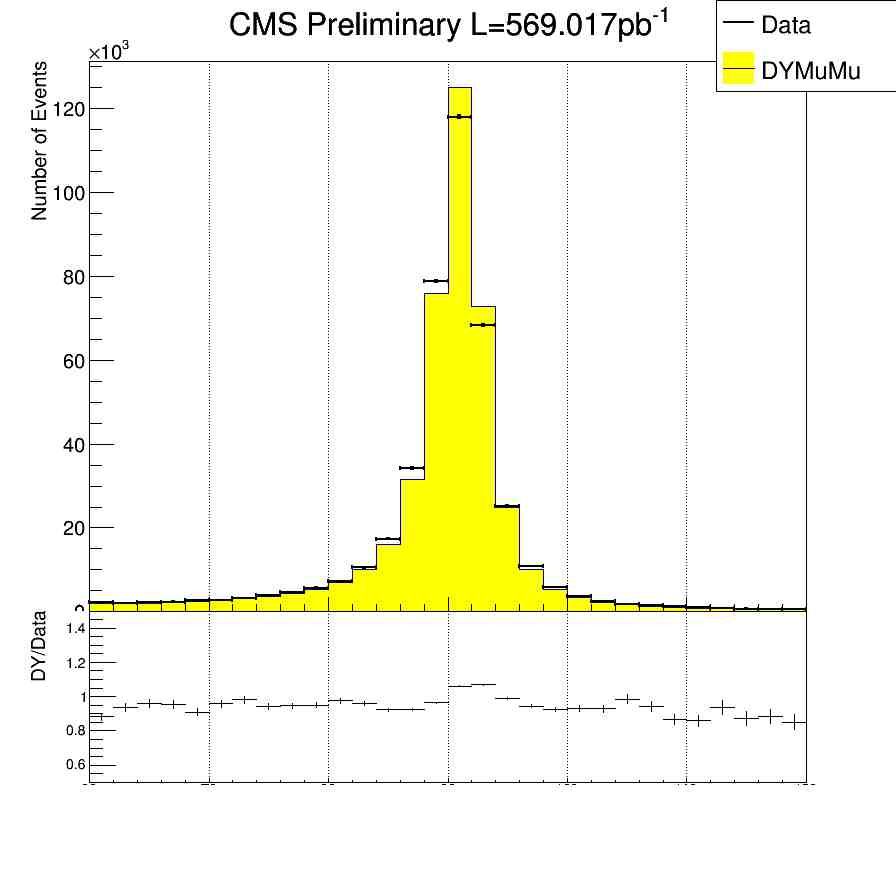 CMS Preliminary L=569.017pb-1
Data
DYMuMu
×103
Number of Events
120
100
80
60
40
20
DY/Data
1.4
1.2
1
0.8
0.6